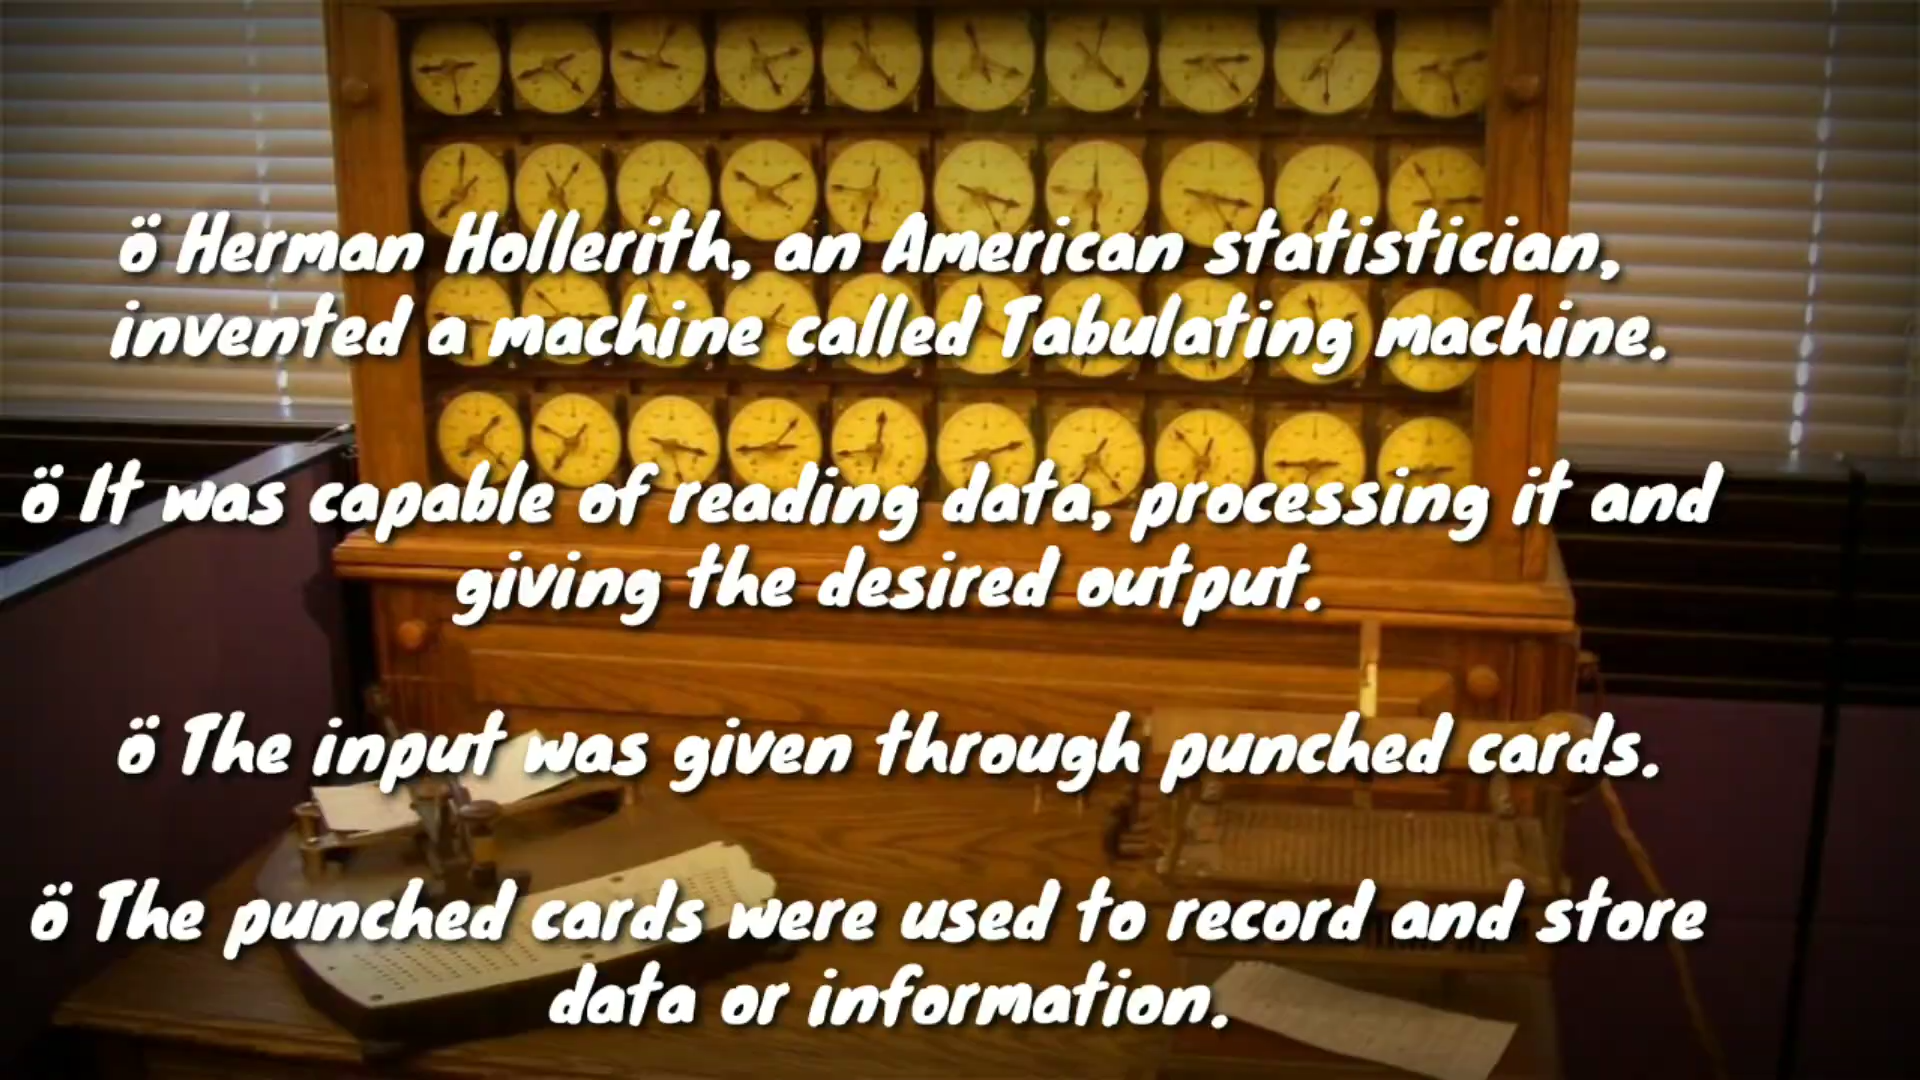 ö Herman Hollerith, an American statistician,
invented a machine called Tabulating machine.
ö It was capable of reading data, processing it and
giving the desired output.
ö The input was given through punched cards.
ö The punched cards were used to record and store
data or information.